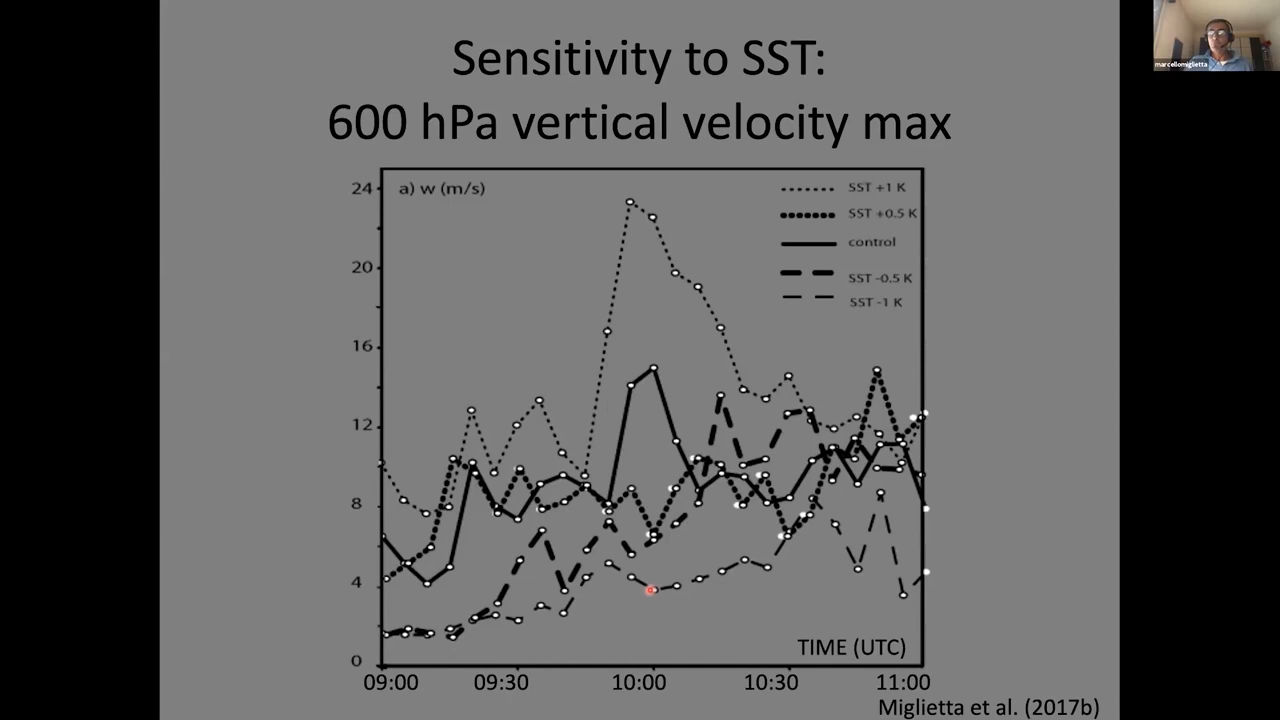 Sensitivity to SST:
600 hPa vertical velocity max
marcellomiglietta
24
a) w (m/s)
SST +1 K
SST +0.5 K
control
SST -0.5 K
SST -1 K
20
16
12
8
4
0
TIME (UTC)
09:00
09:30
10:00
10:30
11:00
Miglietta et al. (2017b)